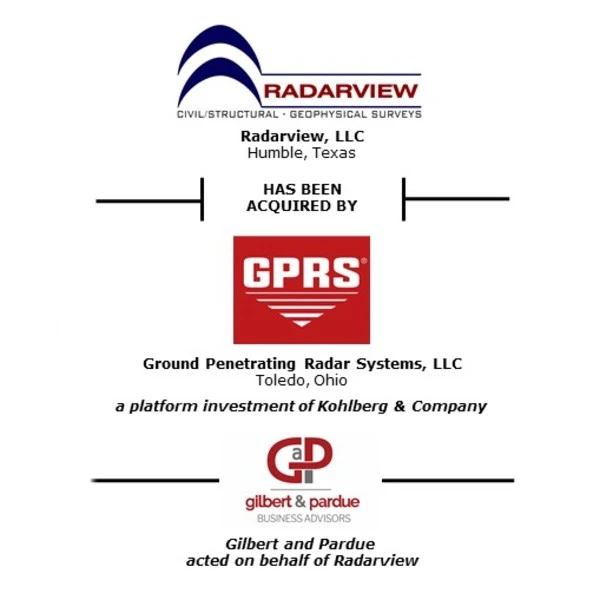 RADARVIEW
CIVIL/STRUCTURAL - GEOPHYSICAL SURVEYS
Radarview, LLC
Humble, Texas
HAS BEEN
ACQUIRED BY
GPRS®
Ground Penetrating Radar Systems, LLC
Toledo, Ohio
a platform investment of Kohlberg & Company
GaP
gilbert & pardue
BUSINESS ADVISORS
Gilbert and Pardue
acted on behalf of Radarview